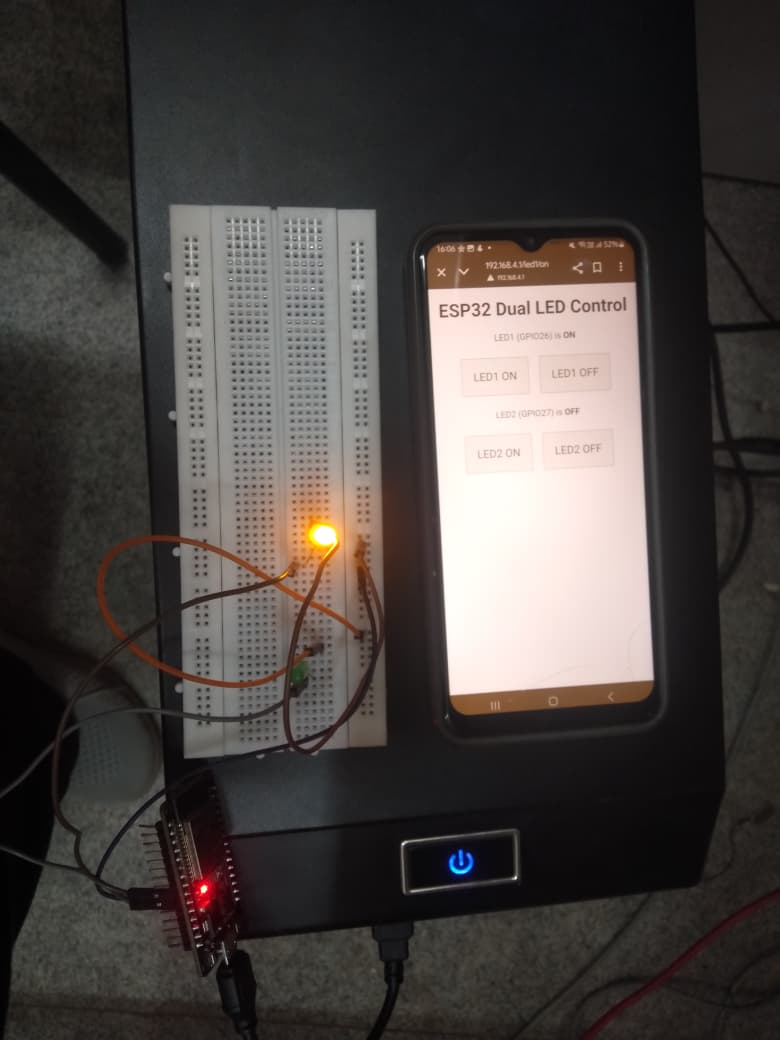 16:06
52%
192.168.4.1/led1/on
192.168.4.1
ESP32 Dual LED Control
LED1 (GPIO26) is ON
LED1 ON
LED1 OFF
LED2 (GPIO27) is OFF
LED2 ON
LED2 OFF